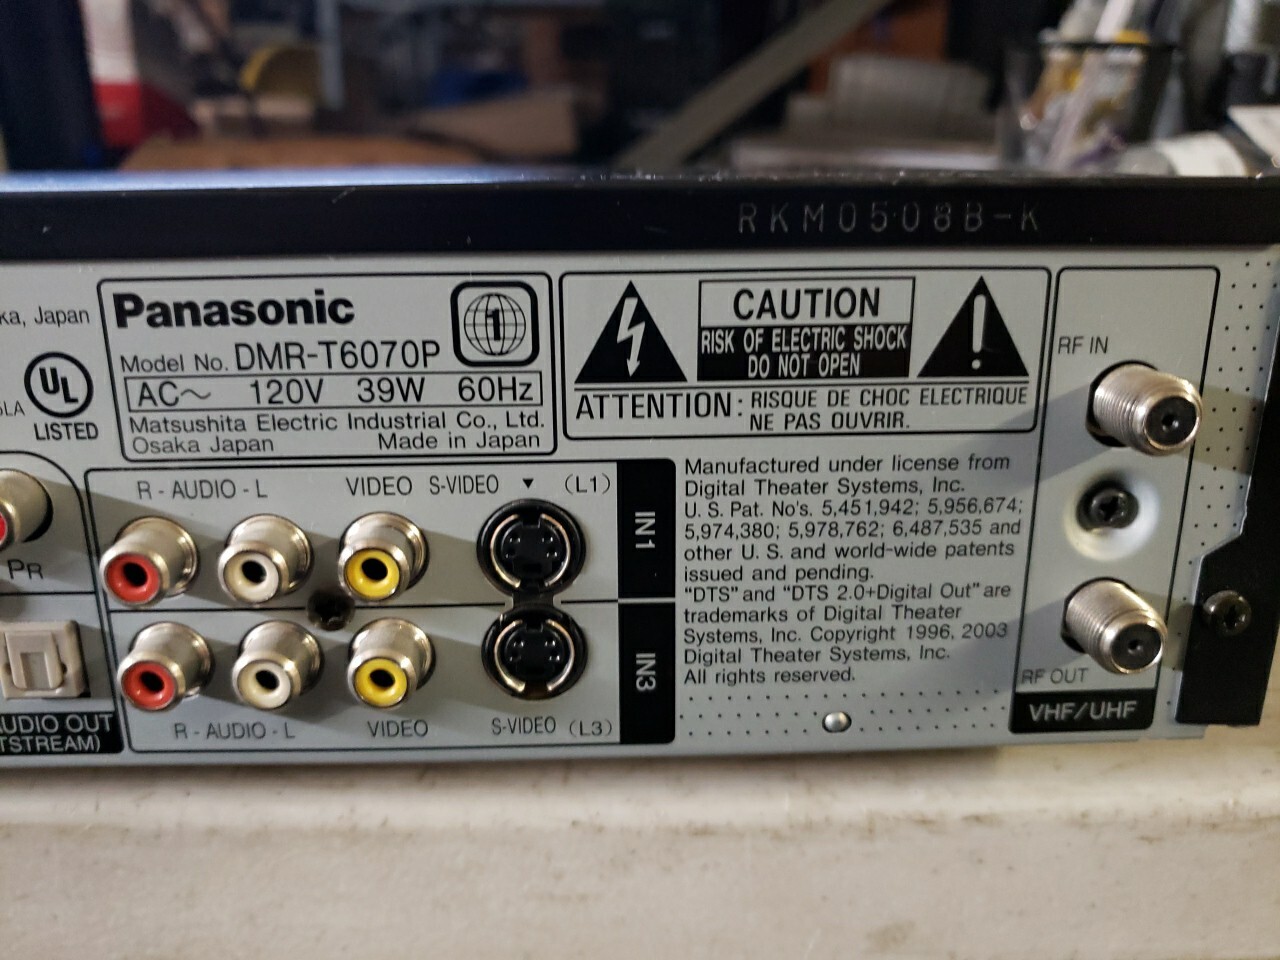 RKM0508B-K
ka, Japan
UL
LISTED
Panasonic
1
Model No. DMR-T6070P
AC~ 120V 39W 60Hz
Matsushita Electric Industrial Co., Ltd.
Osaka Japan Made in Japan
CAUTION
RISK OF ELECTRIC SHOCK
DO NOT OPEN
ATTENTION: RISQUE DE CHOC ELECTRIQUE
NE PAS OUVRIR.
RF IN
R - AUDIO - L VIDEO S-VIDEO ▼ (L1)
IN1
PR
R - AUDIO - L VIDEO S-VIDEO (L3)
IN3
UDIO OUT
TSTREAM)
Manufactured under license from
Digital Theater Systems, Inc.
U. S. Pat. No's. 5,451,942; 5,956,674;
5,974,380; 5,978,762; 6,487,535 and
other U. S. and world-wide patents
issued and pending.
"DTS" and "DTS 2.0+Digital Out" are
trademarks of Digital Theater
Systems, Inc. Copyright 1996, 2003
Digital Theater Systems, Inc.
All rights reserved.
RF OUT
VHF/UHF